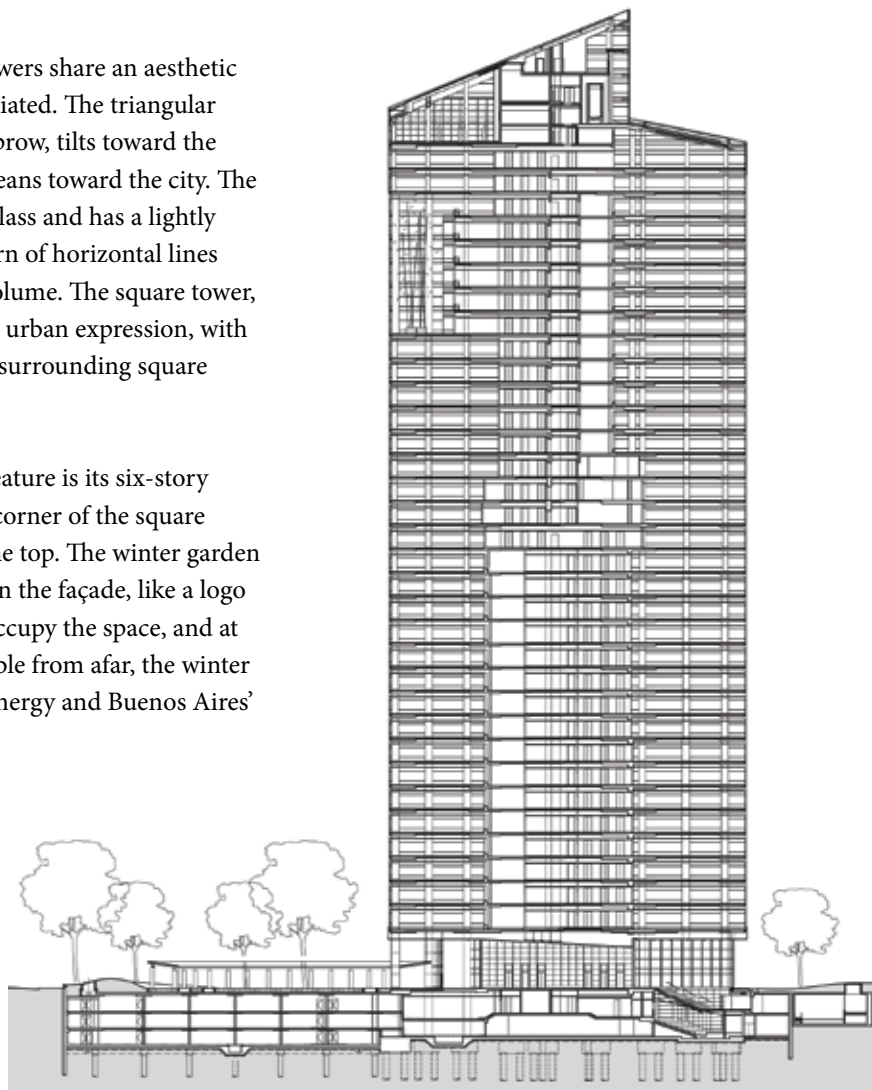 wers share an aesthetic
iated. The triangular
brow, tilts toward the
eans toward the city. The
lass and has a lightly
rn of horizontal lines
olume. The square tower,
urban expression, with
surrounding square
eature is its six-story
corner of the square
ne top. The winter garden
n the façade, like a logo
ccupy the space, and at
ble from afar, the winter
nergy and Buenos Aires’